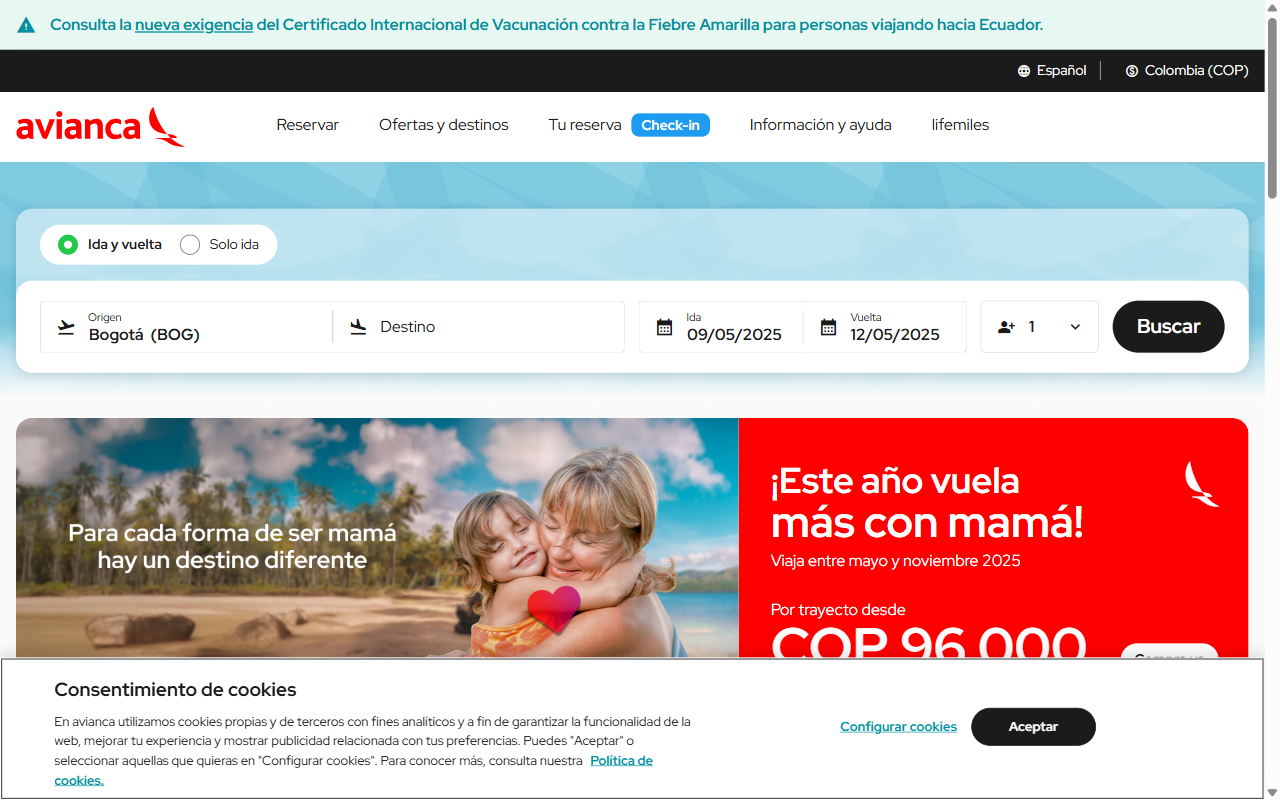 Consulta la nueva exigencia del Certificado Internacional de Vacunación contra la Fiebre Amarilla para personas viajando hacia Ecuador.
Español
Colombia (COP)
avianca
Reservar
Ofertas y destinos
Tu reserva
Check-in
Información y ayuda
lifemiles
Ida y vuelta
Solo ida
Origen
Bogotá (BOG)
Destino
Ida
09/05/2025
Vuelta
12/05/2025
1
Buscar
Para cada forma de ser mamá
hay un destino diferente
¡Este año vuela
más con mamá!
Viaja entre mayo y noviembre 2025
Por trayecto desde
COP 96.000
Consentimiento de cookies
En avianca utilizamos cookies propias y de terceros con fines analíticos y a fin de garantizar la funcionalidad de la
web, mejorar tu experiencia y mostrar publicidad relacionada con tus preferencias. Puedes "Aceptar" o
seleccionar aquellas que quieras en "Configurar cookies". Para conocer más, consulta nuestra Política de
cookies.
Configurar cookies
Aceptar